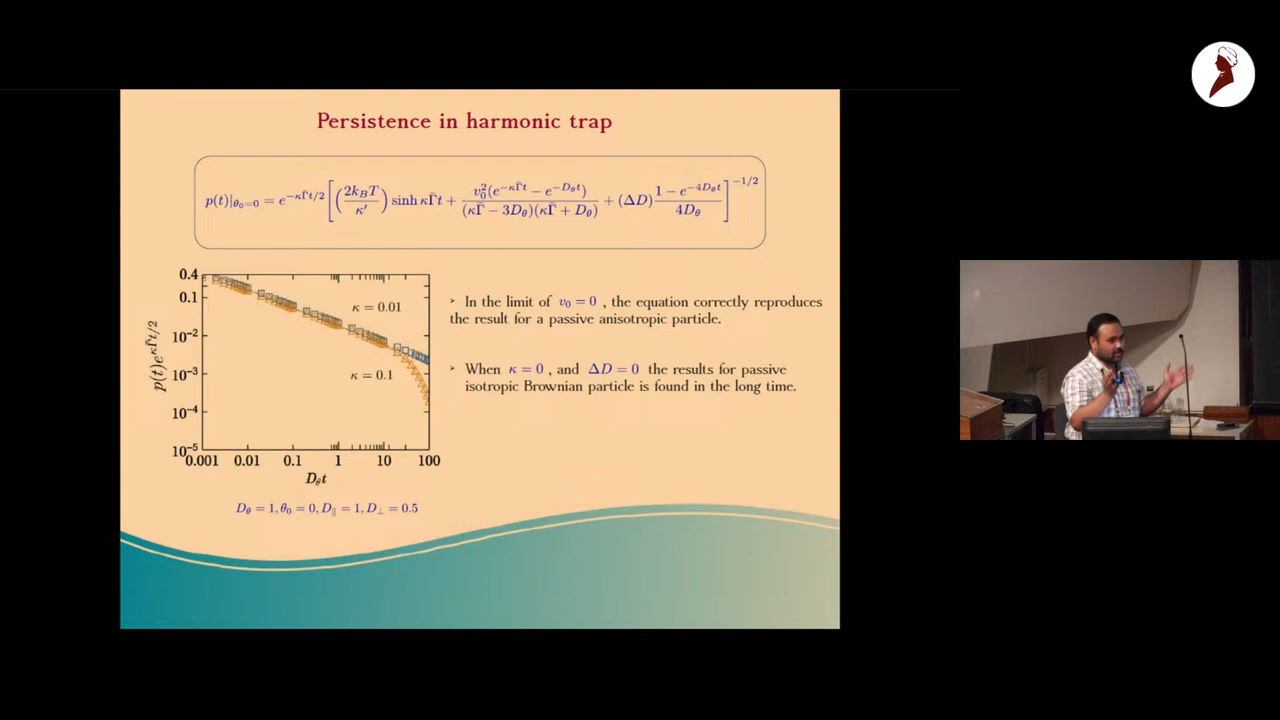 Persistence in harmonic trap
p(t)|_{θ₀=0} = e^{-κΓ̄t/2} [ (2k_BT / κ′) sinh κΓ̄t + v₀²(e^{-κΓ̄t} − e^{-D_θt}) / (κΓ̄ − 3D_θ)(κΓ̄ + D_θ) + (ΔD) (1 − e^{-4D_θt}) / 4D_θ ]^{-1/2}
0.4
0.1
10⁻²
10⁻³
10⁻⁴
10⁻⁵
p(t)e^{κΓ̄t/2}
κ = 0.01
κ = 0.1
0.001 0.01 0.1 1 10 100
D_θt
D_θ = 1, θ₀ = 0, D_∥ = 1, D_⊥ = 0.5
➢ In the limit of v₀ = 0 , the equation correctly reproduces
the result for a passive anisotropic particle.
➢ When κ = 0 , and ΔD = 0 the results for passive
isotropic Brownian particle is found in the long time.